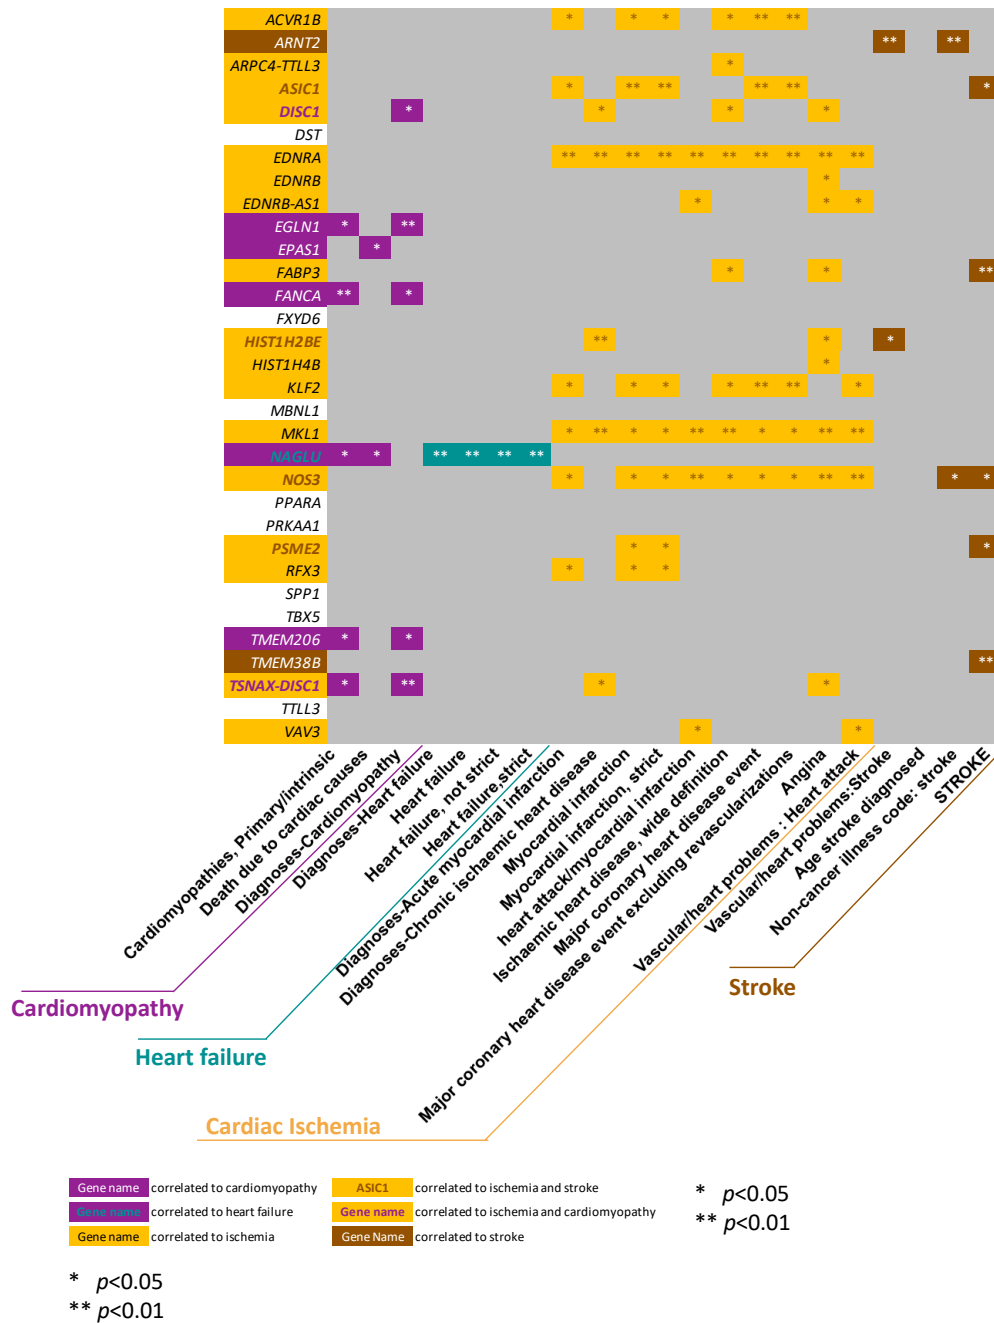 ACVR1B * * * * ** **
ARNT2 ** **
ARPC4-TTLL3 *
ASIC1 * ** ** ** ** *
DISC1 * * * *
DST
EDNRA ** ** ** ** ** ** ** ** ** **
EDNRB *
EDNRB-AS1 * * *
EGLN1 * **
EPAS1 *
FABP3 * * **
FANCA ** *
FXYD6
HIST1H2BE ** * *
HIST1H4B *
KLF2 * * * * ** ** *
MBNL1
MKL1 * ** * * ** ** * * ** **
NAGLU * * ** ** ** **
NOS3 * * * ** * * * ** ** * *
PPARA
PRKAA1
PSME2 * * *
RFX3 * * *
SPP1
TBX5
TMEM206 * *
TMEM38B **
TSNAX-DISC1 * ** * *
TTLL3
VAV3 * *
Cardiomyopathies, Primary/intrinsic
Death due to cardiac causes
Diagnoses-Cardiomyopathy
Diagnoses-Heart failure
Heart failure
Heart failure, not strict
Heart failure,strict
Diagnoses-Acute myocardial infarction
Diagnoses-Chronic ischaemic heart disease
Myocardial infarction
Myocardial infarction, strict
heart attack/myocardial infarction
Ischaemic heart disease, wide definition
Major coronary heart disease event
Major coronary heart disease event excluding revascularizations
Angina
Vascular/heart problems : Heart attack
Vascular/heart problems:Stroke
Age stroke diagnosed
Non-cancer illness code: stroke
STROKE
Cardiomyopathy
Heart failure
Cardiac Ischemia
Stroke
Gene name correlated to cardiomyopathy
Gene name correlated to heart failure
Gene name correlated to ischemia
ASIC1 correlated to ischemia and stroke
Gene name correlated to ischemia and cardiomyopathy
Gene Name correlated to stroke
* p<0.05
** p<0.01
* p<0.05
** p<0.01